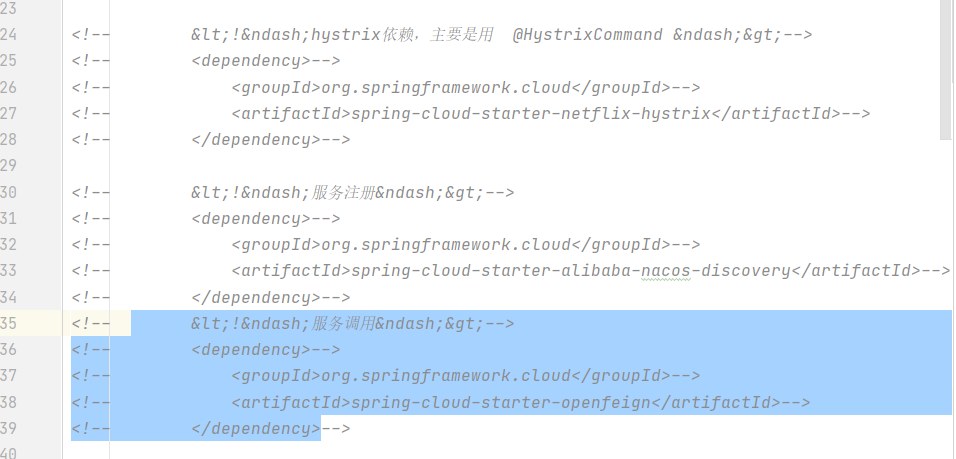 23
24 <!-- &lt;!&ndash;hystrix依赖，主要是用 @HystrixCommand &ndash;&gt;-->
25 <!-- <dependency>-->
26 <!-- <groupId>org.springframework.cloud</groupId>-->
27 <!-- <artifactId>spring-cloud-starter-netflix-hystrix</artifactId>-->
28 <!-- </dependency>-->
29
30 <!-- &lt;!&ndash;服务注册&ndash;&gt;-->
31 <!-- <dependency>-->
32 <!-- <groupId>org.springframework.cloud</groupId>-->
33 <!-- <artifactId>spring-cloud-starter-alibaba-nacos-discovery</artifactId>-->
34 <!-- </dependency>-->
35 <!-- &lt;!&ndash;服务调用&ndash;&gt;-->
36 <!-- <dependency>-->
37 <!-- <groupId>org.springframework.cloud</groupId>-->
38 <!-- <artifactId>spring-cloud-starter-openfeign</artifactId>-->
39 <!-- </dependency>-->
40